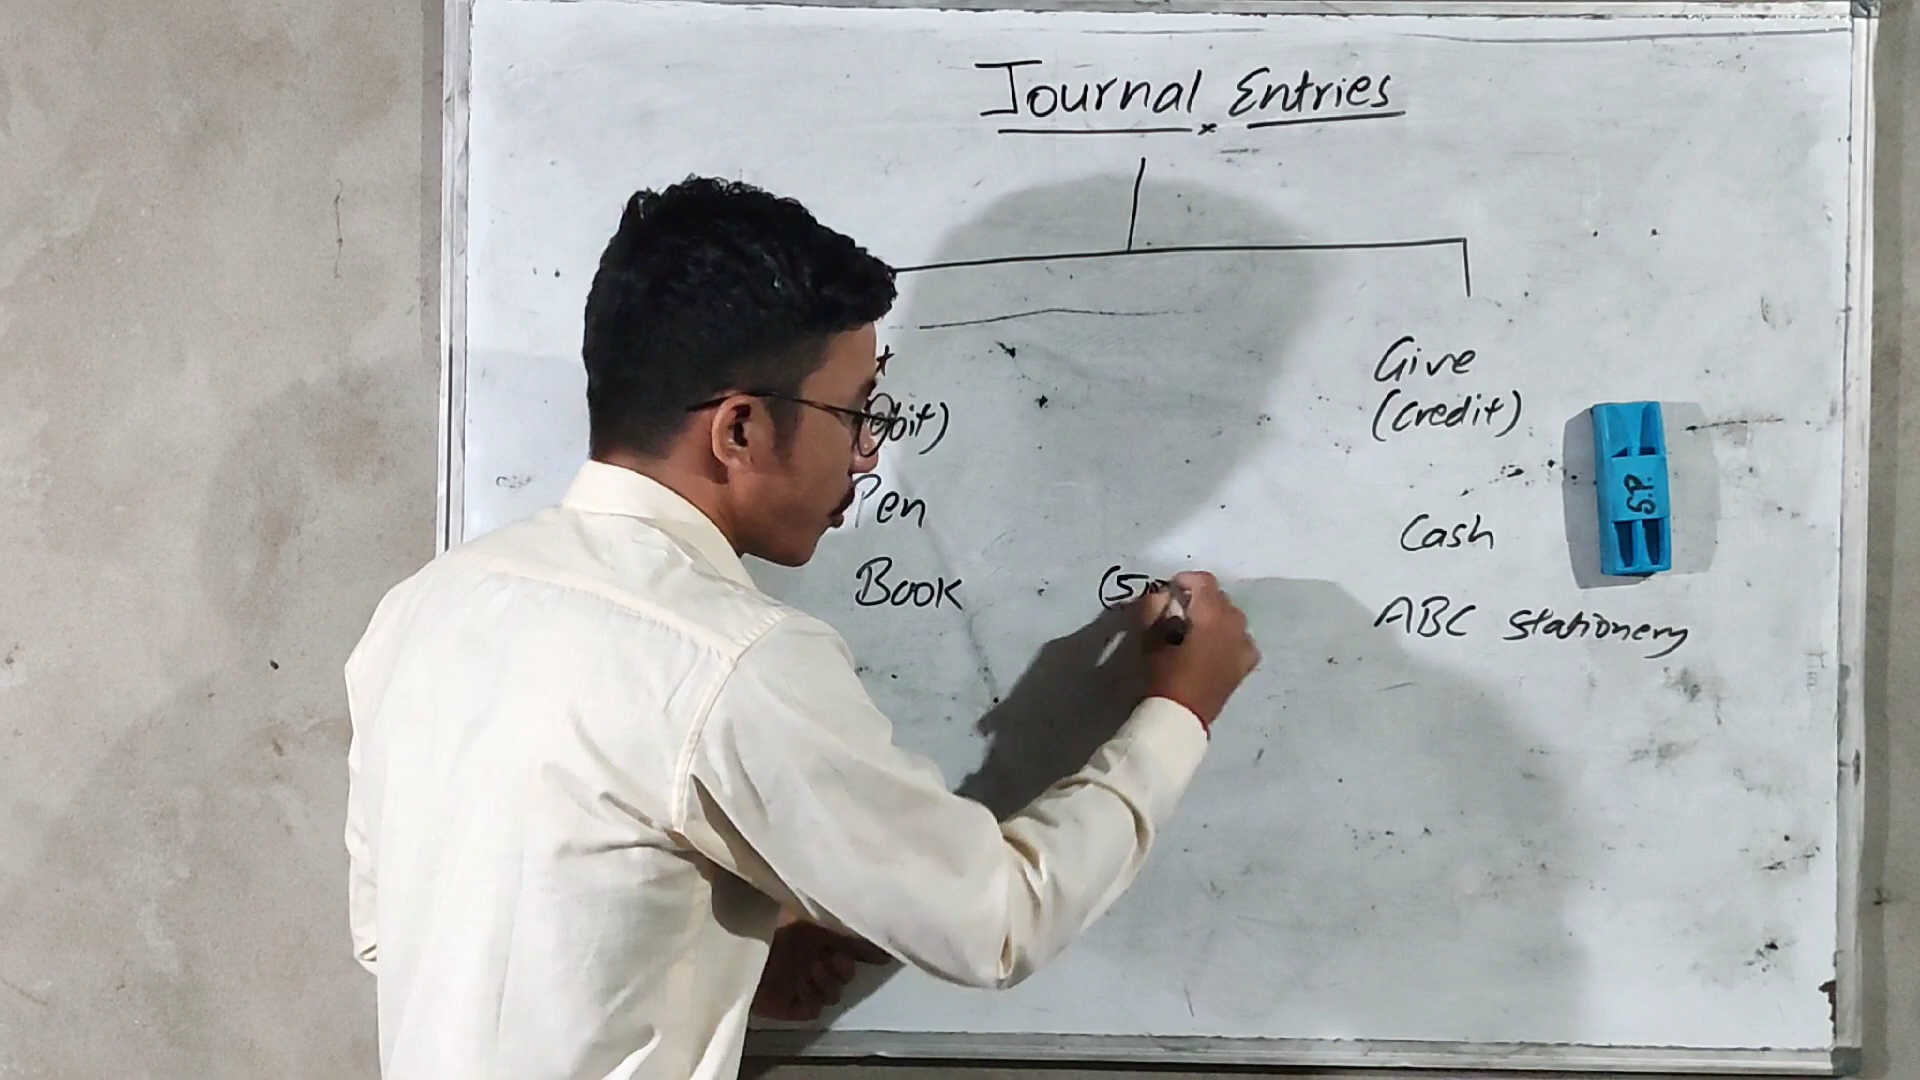 Journal Entries
Give
(Credit)
Pen
Cash
Book
ABC Stationery
S.P.